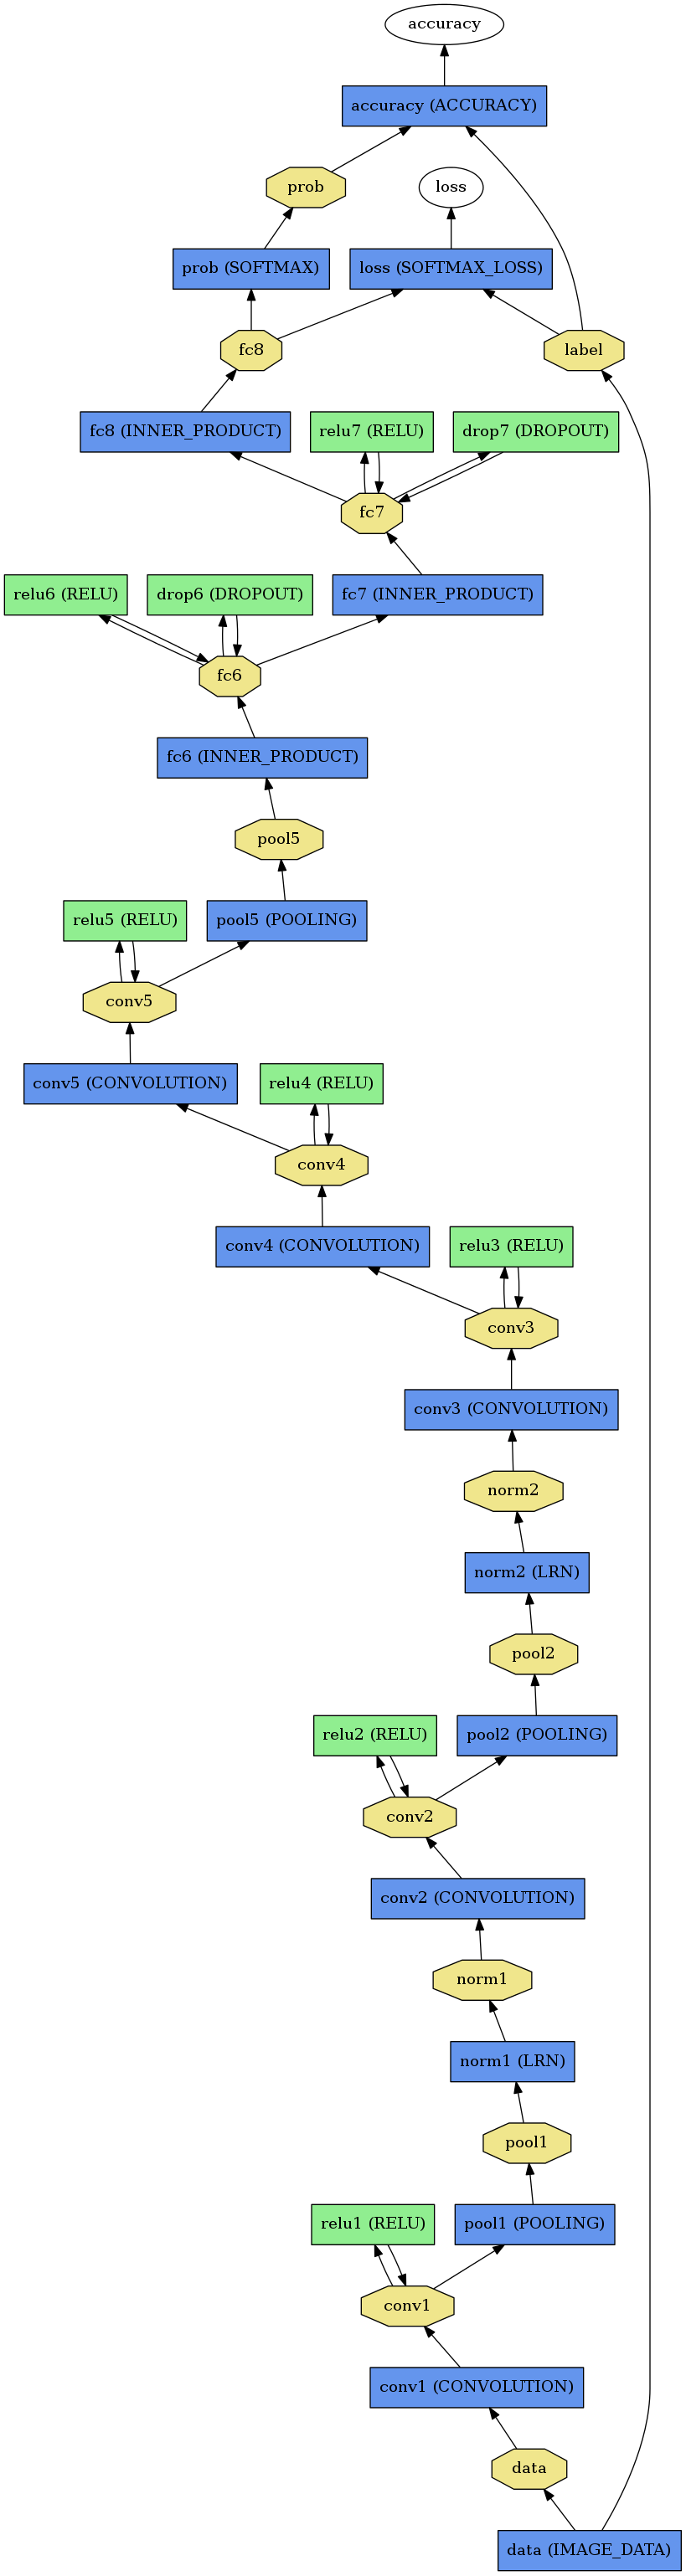 accuracy
accuracy (ACCURACY)
prob
loss
prob (SOFTMAX)
loss (SOFTMAX_LOSS)
fc8
label
fc8 (INNER_PRODUCT)
relu7 (RELU)
drop7 (DROPOUT)
fc7
relu6 (RELU)
drop6 (DROPOUT)
fc7 (INNER_PRODUCT)
fc6
fc6 (INNER_PRODUCT)
pool5
relu5 (RELU)
pool5 (POOLING)
conv5
conv5 (CONVOLUTION)
relu4 (RELU)
conv4
conv4 (CONVOLUTION)
relu3 (RELU)
conv3
conv3 (CONVOLUTION)
norm2
norm2 (LRN)
pool2
relu2 (RELU)
pool2 (POOLING)
conv2
conv2 (CONVOLUTION)
norm1
norm1 (LRN)
pool1
relu1 (RELU)
pool1 (POOLING)
conv1
conv1 (CONVOLUTION)
data
data (IMAGE_DATA)